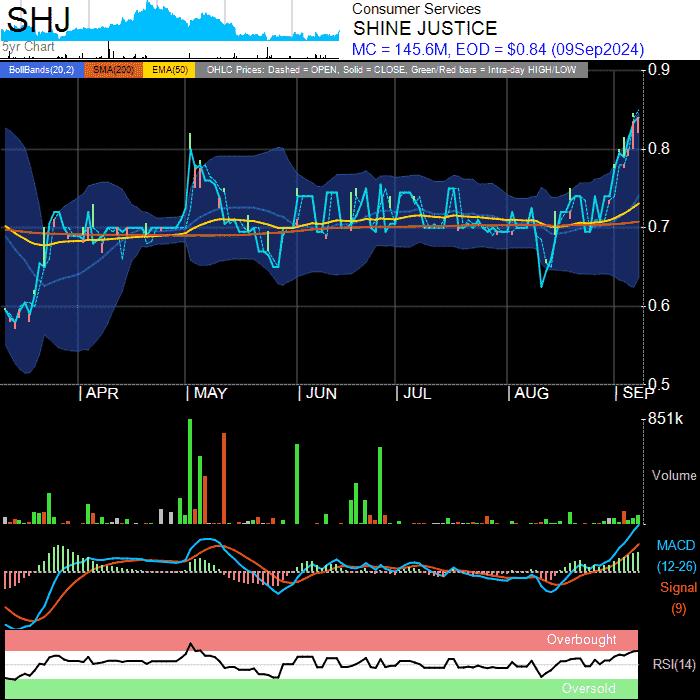 SHJ
5yr Chart
Consumer Services
SHINE JUSTICE
MC = 145.6M, EOD = $0.84 (09Sep2024)
BollBands(20,2) SMA(200) EMA(50) OHLC Prices: Dashed = OPEN, Solid = CLOSE, Green/Red bars = Intra-day HIGH/LOW
0.9
0.8
0.7
0.6
0.5
APR MAY JUN JUL AUG SEP
851k
Volume
MACD
(12-26)
Signal
(9)
Overbought
RSI(14)
Oversold